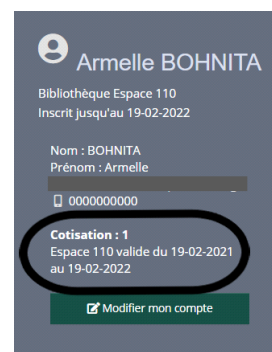 Armelle BOHNITA
Bibliothèque Espace 110
Inscrit jusqu'au 19-02-2022
Nom : BOHNITA
Prénom : Armelle
0000000000
Cotisation : 1
Espace 110 valide du 19-02-2021
au 19-02-2022
Modifier mon compte